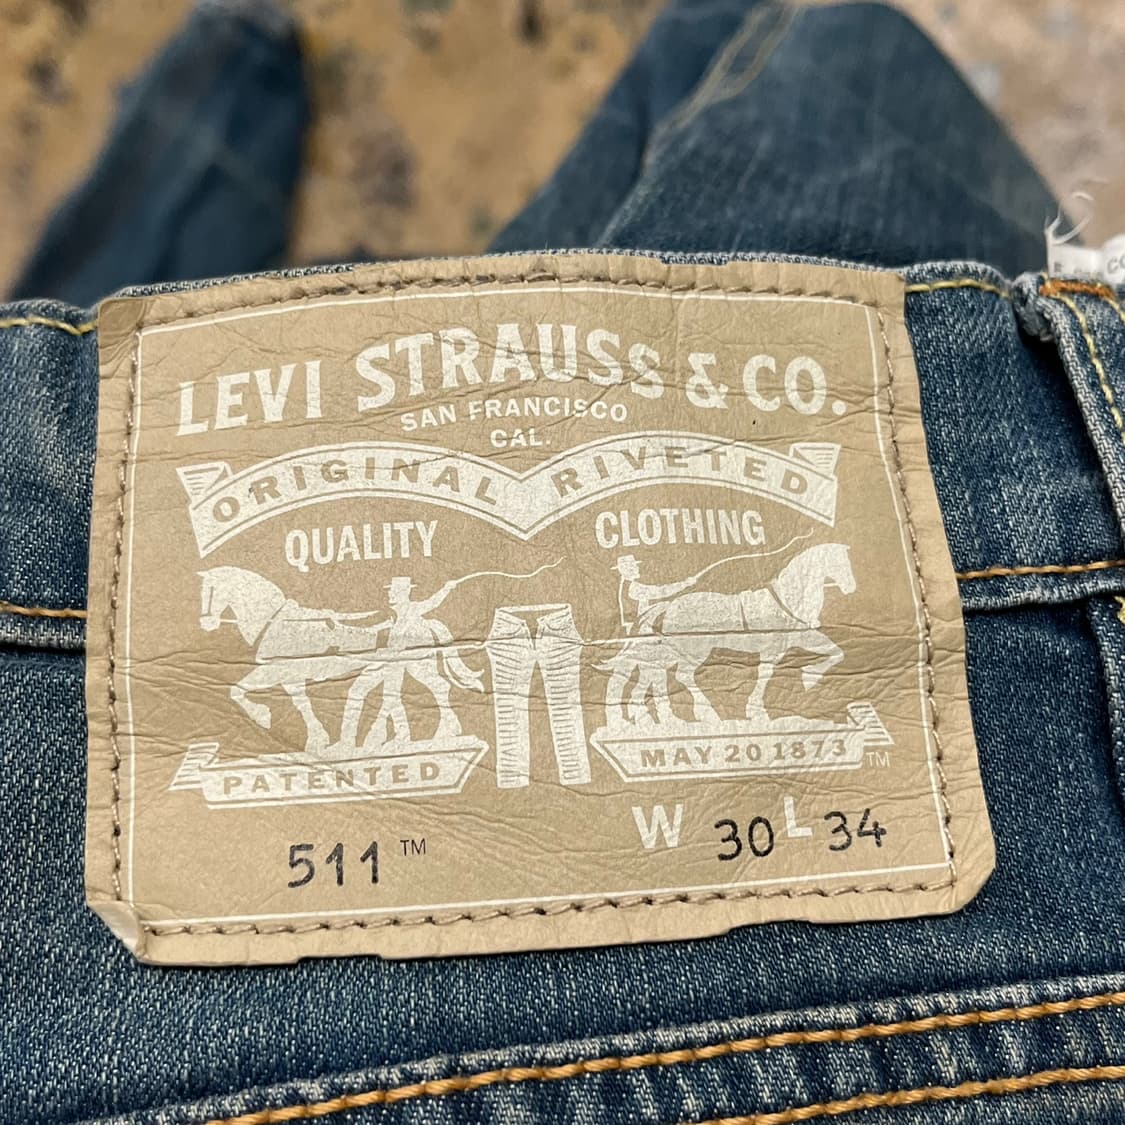 LEVI STRAUSS & CO.
SAN FRANCISCO
CAL.
ORIGINAL RIVETED
QUALITY CLOTHING
PATENTED MAY 20 1873 TM
511 TM W 30 L 34